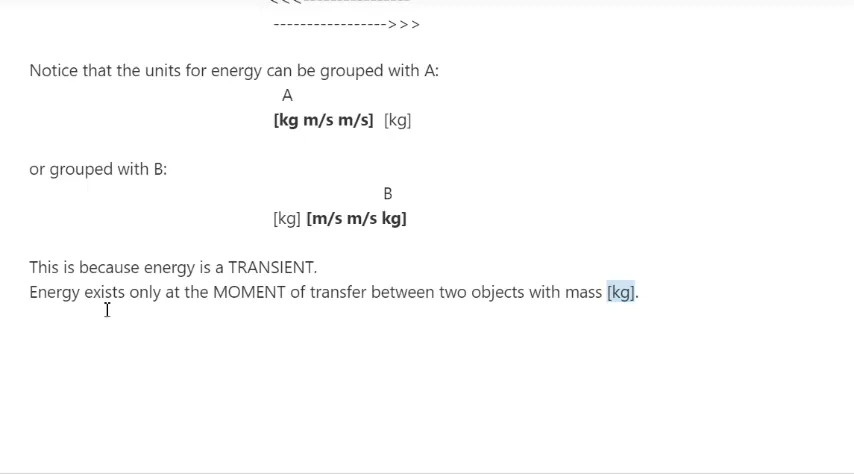 ----------------->>>
Notice that the units for energy can be grouped with A:
A
[kg m/s m/s] [kg]
or grouped with B:
B
[kg] [m/s m/s kg]
This is because energy is a TRANSIENT.
Energy exists only at the MOMENT of transfer between two objects with mass [kg].